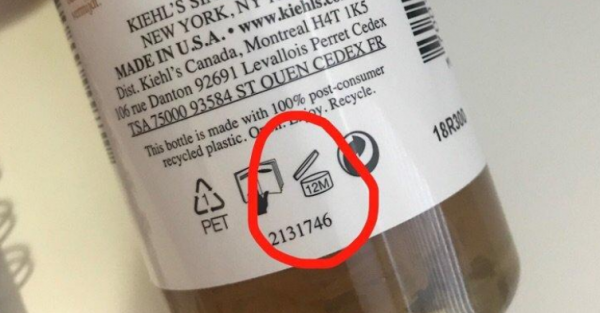 KIEHL'S
NEW YORK, NY
MADE IN U.S.A. • www.kiehls.
Dist. Kiehl's Canada, Montreal H4T 1K5
106 rue Danton 92691 Levallois Perret Cedex
TSA 75000 93584 ST OUEN CEDEX FR
This bottle is made with 100% post-consumer
recycled plastic. Enjoy. Recycle.
18R300
1
PET
12M
2131746